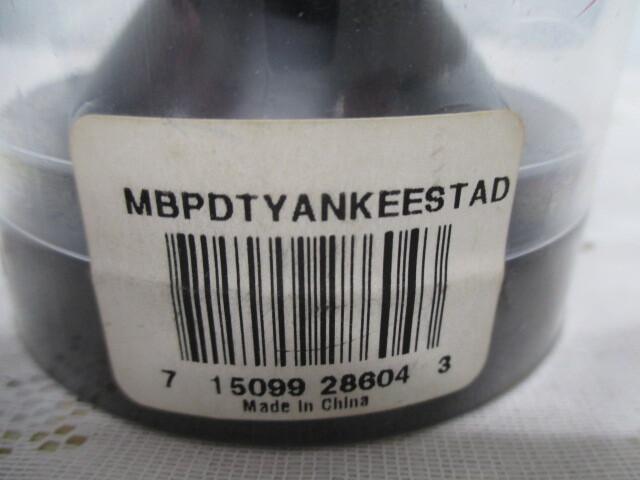 MBPDTYANKEESTAD
7 15099 28604 3
Made in China